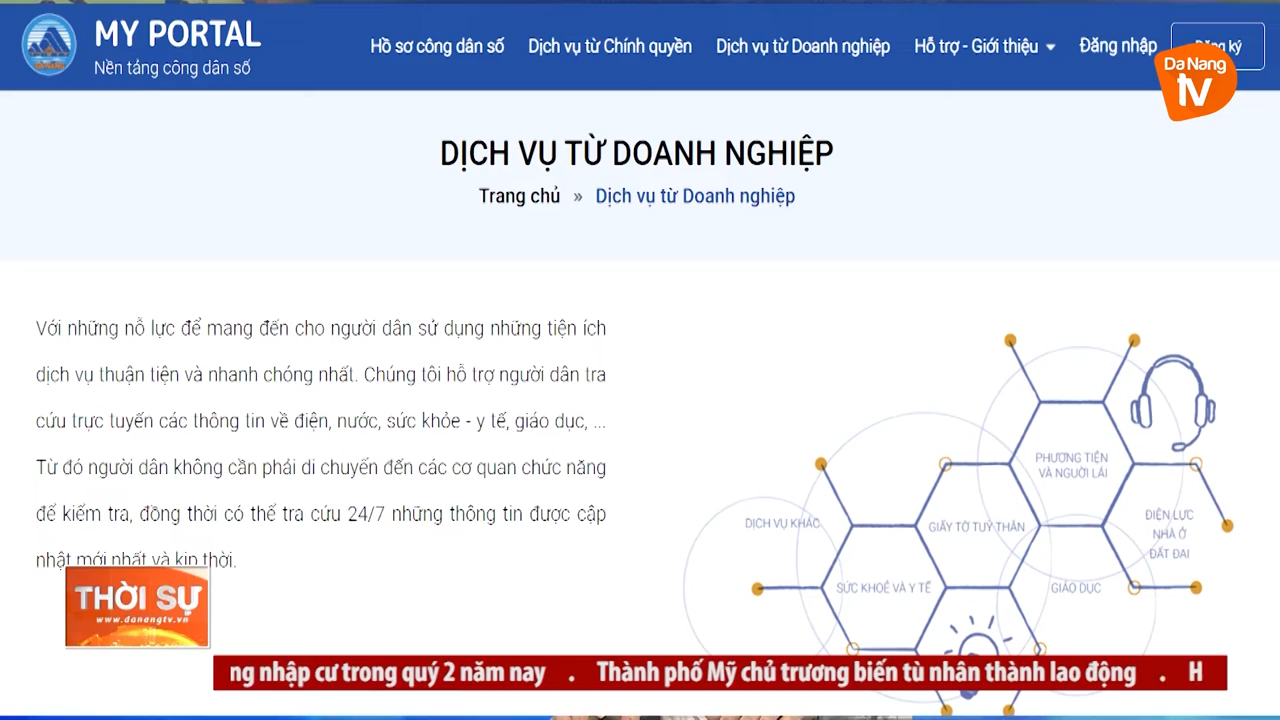 MY PORTAL
Nền tảng công dân số
Hồ sơ công dân số
Dịch vụ từ Chính quyền
Dịch vụ từ Doanh nghiệp
Hỗ trợ - Giới thiệu
Đăng nhập
ký
Da Nang
tv
DỊCH VỤ TỪ DOANH NGHIỆP
Trang chủ » Dịch vụ từ Doanh nghiệp
Với những nỗ lực để mang đến cho người dân sử dụng những tiện ích
dịch vụ thuận tiện và nhanh chóng nhất. Chúng tôi hỗ trợ người dân tra
cứu trực tuyến các thông tin về điện, nước, sức khỏe - y tế, giáo dục, ...
Từ đó người dân không cần phải di chuyển đến các cơ quan chức năng
để kiểm tra, đồng thời có thể tra cứu 24/7 những thông tin được cập
nhật mới nhất và kịp thời.
PHƯƠNG TIỆN
VÀ NGƯỜI LÁI
DỊCH VỤ KHÁC
GIẤY TỜ TUỲ THÂN
ĐIỆN LỰC
NHÀ Ở
ĐẤT ĐAI
SỨC KHOẺ VÀ Y TẾ
GIÁO DỤC
THỜI SỰ
www.danangtv.vn
ng nhập cư trong quý 2 năm nay . Thành phố Mỹ chủ trương biến tù nhân thành lao động . H